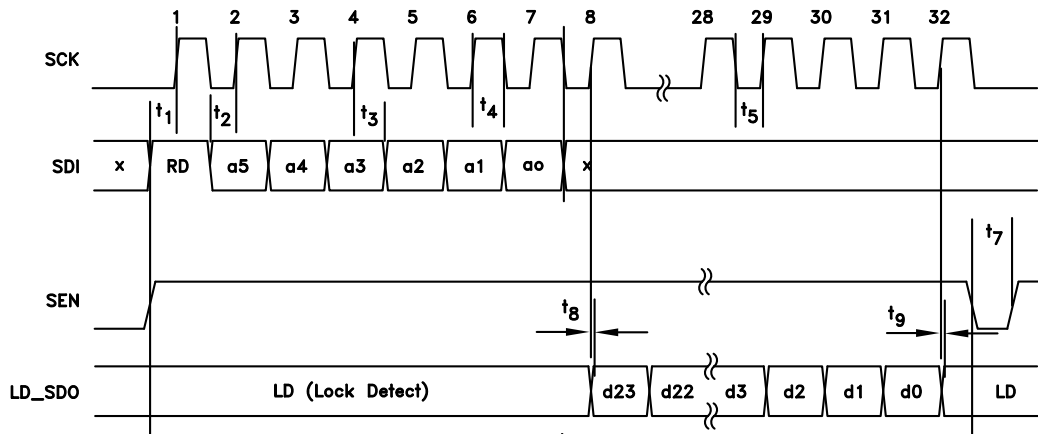 1 2 3 4 5 6 7 8 28 29 30 31 32
SCK
t1 t2 t3 t4 t5
SDI x RD a5 a4 a3 a2 a1 ao x
t7
SEN
t8 t9
LD_SDO LD (Lock Detect) d23 d22 d3 d2 d1 d0 LD